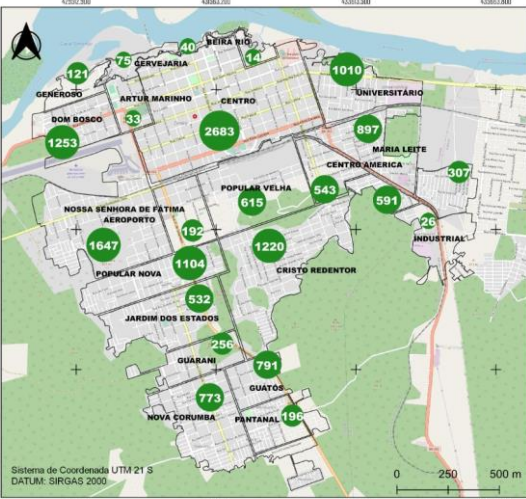 40
BEIRA RIO
75
14
CERVEJARIA
121
1010
GENEROSO
ARTUR MARINHO
CENTRO
UNIVERSITÁRIO
DOM BOSCO
33
2683
897
1253
MARIA LEITE
CENTRO AMERICA
307
POPULAR VELHA
543
615
591
NOSSA SENHORA DE FÁTIMA
AEROPORTO
192
26
1647
1220
INDUSTRIAL
1104
POPULAR NOVA
CRISTO REDENTOR
532
JARDIM DOS ESTADOS
256
GUARANI
791
GUATÓS
773
NOVA CORUMBA
PANTANAL
196
Sistema de Coordenada UTM 21 S
DATUM: SIRGAS 2000
0 250 500 m